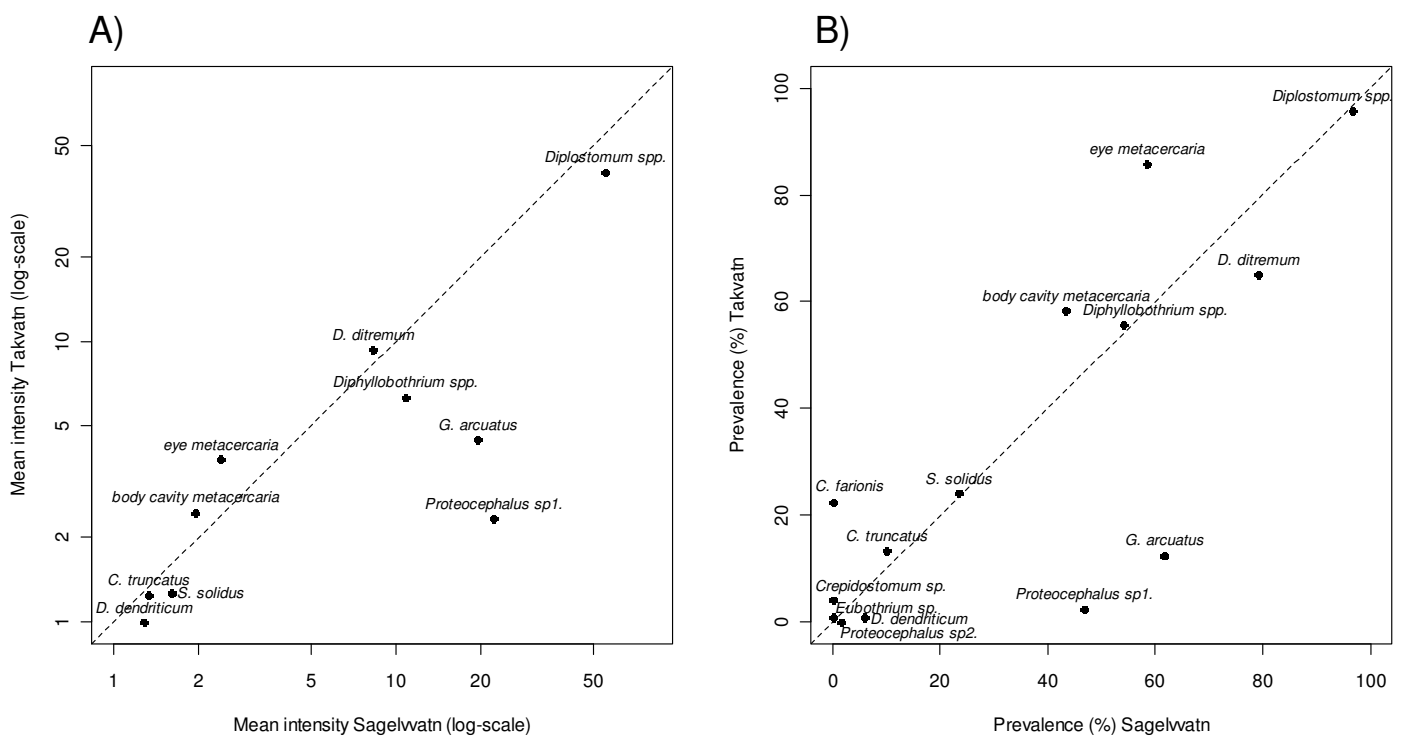 A)
Mean intensity Takvatn (log-scale)
50
20
10
5
2
1
Diplostomum spp.
D. ditremum
Diphyllobothrium spp.
G. arcuatus
eye metacercaria
body cavity metacercaria
Proteocephalus sp1.
C. truncatus
S. solidus
D. dendriticum
1 2 5 10 20 50
Mean intensity Sagelvvatn (log-scale)
B)
Prevalence (%) Takvatn
100
80
60
40
20
0
Diplostomum spp.
eye metacercaria
D. ditremum
body cavity metacercaria
Diphyllobothrium spp.
S. solidus
C. farionis
C. truncatus
G. arcuatus
Crepidostomum sp.
Proteocephalus sp1.
Eubothrium sp.
D. dendriticum
Proteocephalus sp2.
0 20 40 60 80 100
Prevalence (%) Sagelvvatn